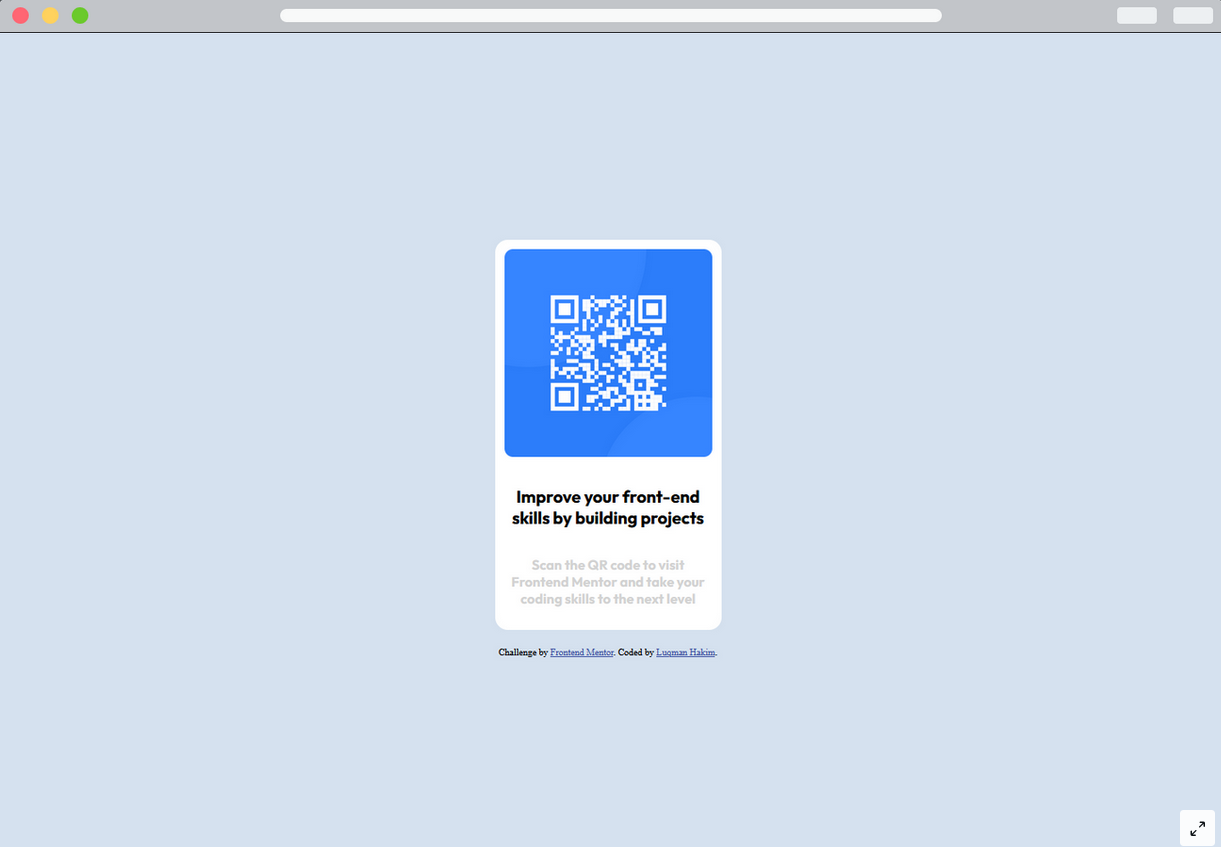 Improve your front-end
skills by building projects
Scan the QR code to visit
Frontend Mentor and take your
coding skills to the next level
Challenge by Frontend Mentor. Coded by Luqman Hakim.